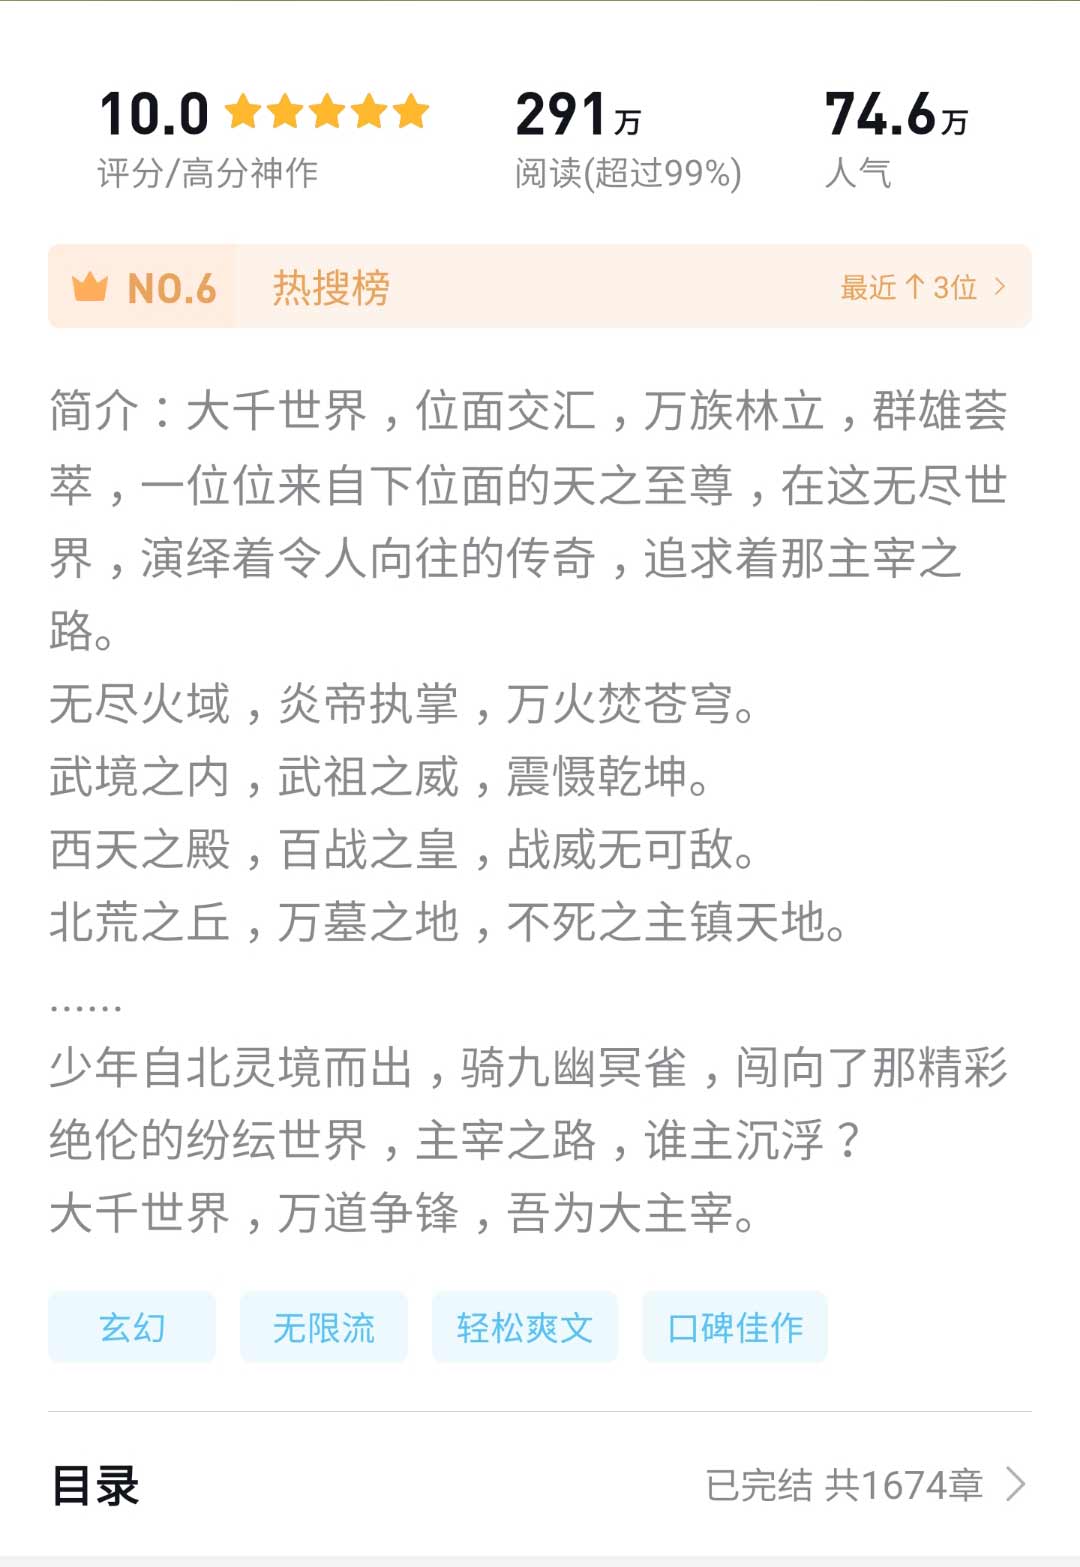 10.0 291万 74.6万
评分/高分神作 阅读(超过99%) 人气
NO.6 热搜榜 最近↑3位 >
简介：大千世界，位面交汇，万族林立，群雄荟
萃，一位位来自下位面的天之至尊，在这无尽世
界，演绎着令人向往的传奇，追求着那主宰之
路。
无尽火域，炎帝执掌，万火焚苍穹。
武境之内，武祖之威，震慑乾坤。
西天之殿，百战之皇，战威无可敌。
北荒之丘，万墓之地，不死之主镇天地。
......
少年自北灵境而出，骑九幽冥雀，闯向了那精彩
绝伦的纷纭世界，主宰之路，谁主沉浮？
大千世界，万道争锋，吾为大主宰。
玄幻 无限流 轻松爽文 口碑佳作
目录 已完结 共1674章 >